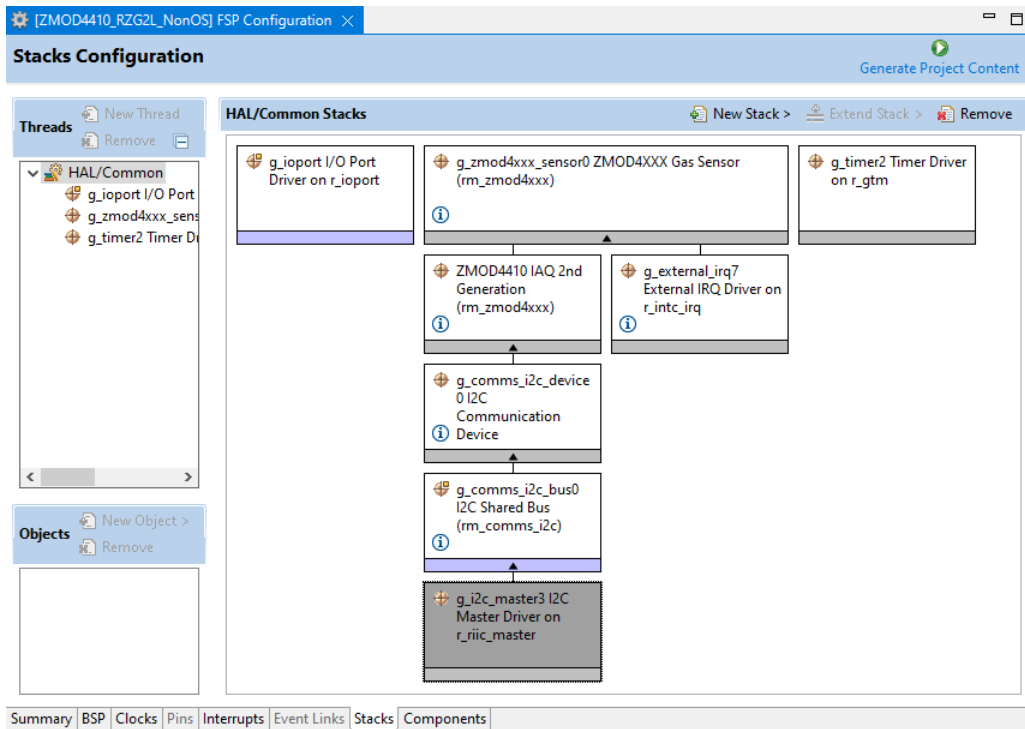 [ZMOD4410_RZG2L_NonOS] FSP Configuration
Stacks Configuration
Generate Project Content
Threads
New Thread
Remove
HAL/Common
g_ioport I/O Port
g_zmod4xxx_sens
g_timer2 Timer Dr
Objects
New Object >
Remove
HAL/Common Stacks
New Stack >
Extend Stack >
Remove
g_ioport I/O Port
Driver on r_ioport
g_zmod4xxx_sensor0 ZMOD4XXX Gas Sensor
(rm_zmod4xxx)
g_timer2 Timer Driver
on r_gtm
ZMOD4410 IAQ 2nd
Generation
(rm_zmod4xxx)
g_external_irq7
External IRQ Driver on
r_intc_irq
g_comms_i2c_device
0 I2C
Communication
Device
g_comms_i2c_bus0
I2C Shared Bus
(rm_comms_i2c)
g_i2c_master3 I2C
Master Driver on
r_riic_master
Summary BSP Clocks Pins Interrupts Event Links Stacks Components